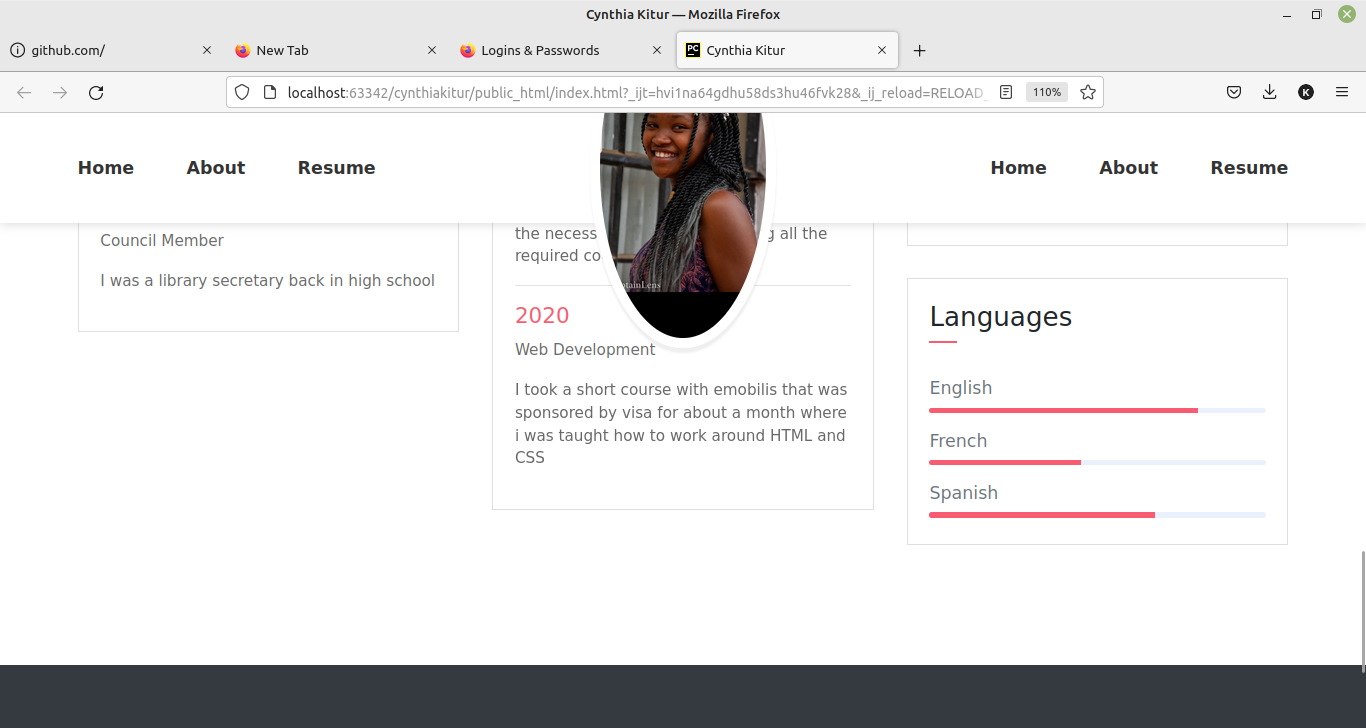 Cynthia Kitur — Mozilla Firefox
github.com/
New Tab
Logins & Passwords
PC
Cynthia Kitur
localhost:63342/cynthiakitur/public_html/index.html?_ijt=hvi1na64gdhu58ds3hu46fvk28&_ij_reload=RELOAD_
110%
K
Home About Resume
Home About Resume
Council Member
I was a library secretary back in high school
the necess g all the
required co
ptainLens
2020
Web Development
I took a short course with emobilis that was
sponsored by visa for about a month where
i was taught how to work around HTML and
CSS
Languages
English
French
Spanish